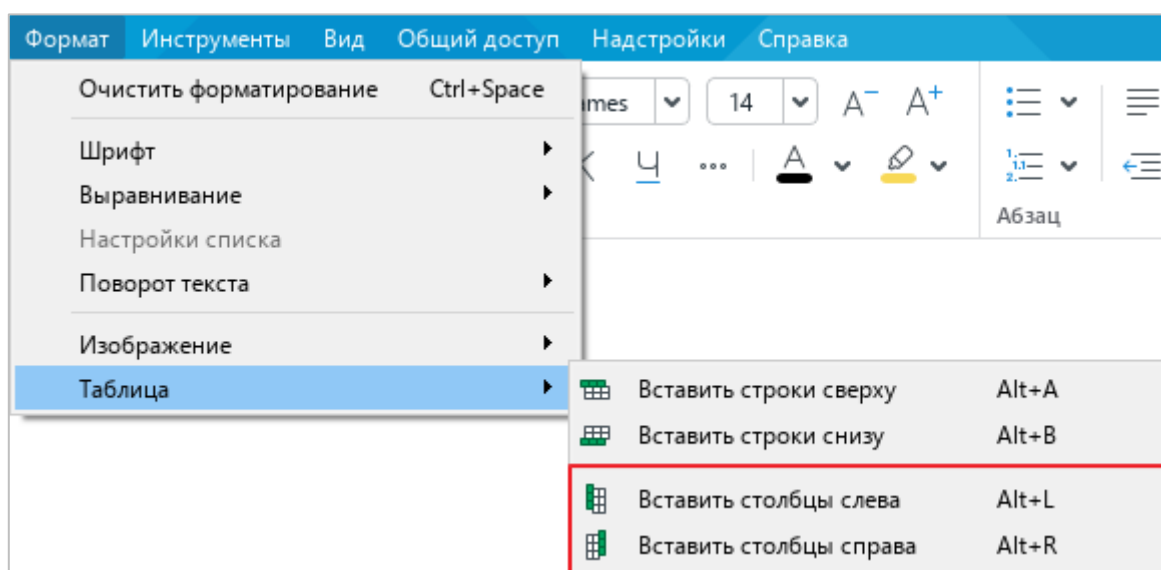 Формат Инструменты Вид Общий доступ Надстройки Справка
Очистить форматирование Ctrl+Space
mes 14 A− A+
Шрифт
Ч ... A
Выравнивание
Абзац
Настройки списка
Поворот текста
Изображение
Таблица
Вставить строки сверху Alt+A
Вставить строки снизу Alt+B
Вставить столбцы слева Alt+L
Вставить столбцы справа Alt+R